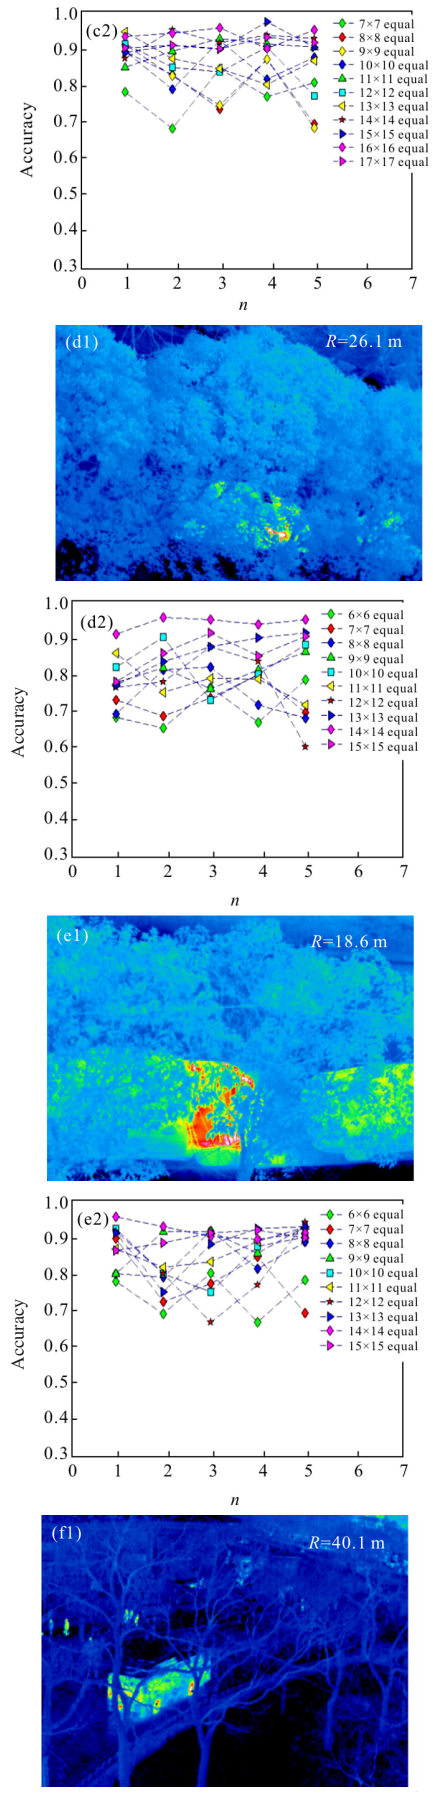 (c2)
1.0
0.9
0.8
0.7
0.6
0.5
0.4
0.3
Accuracy
0 1 2 3 4 5 6 7
n
7×7 equal
8×8 equal
9×9 equal
10×10 equal
11×11 equal
12×12 equal
13×13 equal
14×14 equal
15×15 equal
16×16 equal
17×17 equal
(d1)
R=26.1 m
(d2)
1.0
0.9
0.8
0.7
0.6
0.5
0.4
0.3
Accuracy
0 1 2 3 4 5 6 7
n
6×6 equal
7×7 equal
8×8 equal
9×9 equal
10×10 equal
11×11 equal
12×12 equal
13×13 equal
14×14 equal
15×15 equal
(e1)
R=18.6 m
(e2)
1.0
0.9
0.8
0.7
0.6
0.5
0.4
0.3
Accuracy
0 1 2 3 4 5 6 7
n
6×6 equal
7×7 equal
8×8 equal
9×9 equal
10×10 equal
11×11 equal
12×12 equal
13×13 equal
14×14 equal
15×15 equal
(f1)
R=40.1 m